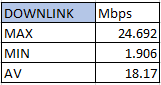 DOWNLINK Mbps
MAX 24.692
MIN 1.906
AV 18.17